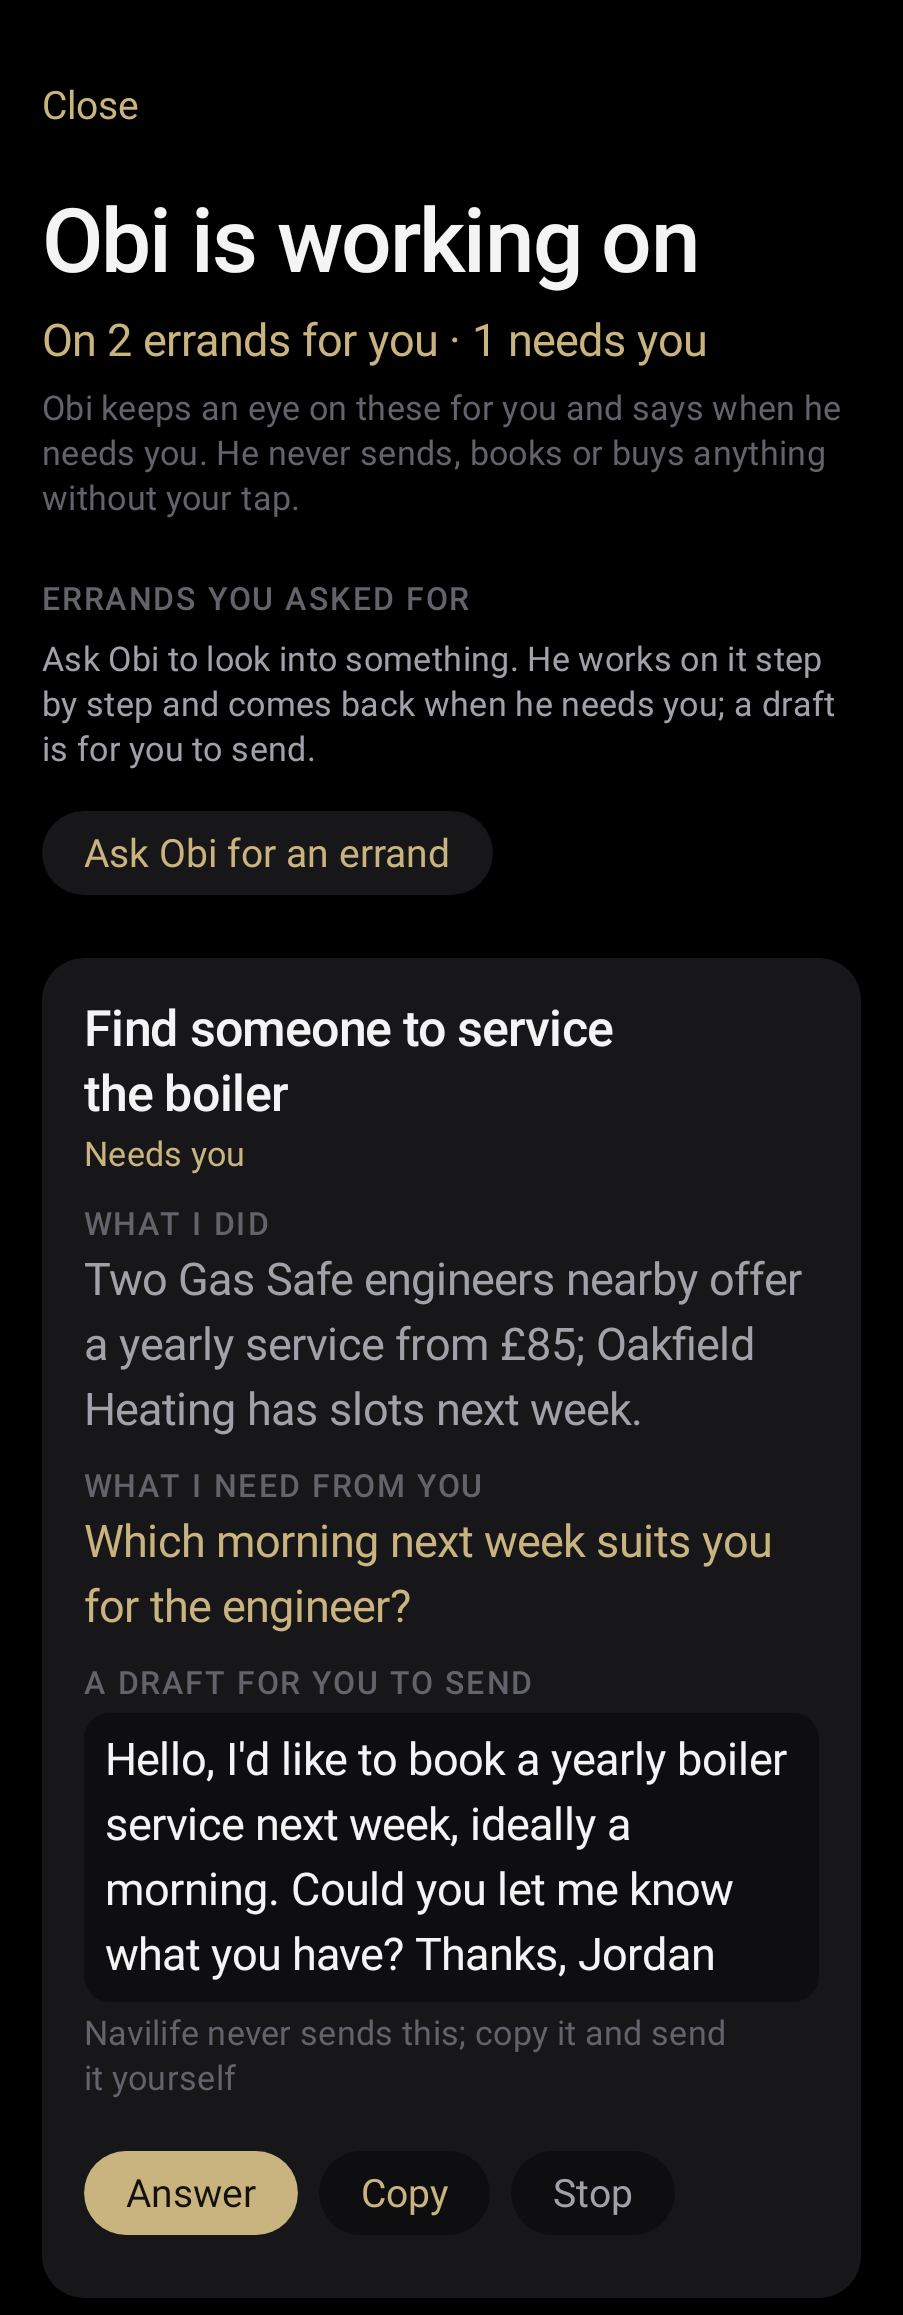 Close
Obi is working on
On 2 errands for you · 1 needs you
Obi keeps an eye on these for you and says when he
needs you. He never sends, books or buys anything
without your tap.
ERRANDS YOU ASKED FOR
Ask Obi to look into something. He works on it step
by step and comes back when he needs you; a draft
is for you to send.
Ask Obi for an errand
Find someone to service
the boiler
Needs you
WHAT I DID
Two Gas Safe engineers nearby offer
a yearly service from £85; Oakfield
Heating has slots next week.
WHAT I NEED FROM YOU
Which morning next week suits you
for the engineer?
A DRAFT FOR YOU TO SEND
Hello, I'd like to book a yearly boiler
service next week, ideally a
morning. Could you let me know
what you have? Thanks, Jordan
Navilife never sends this; copy it and send
it yourself
Answer
Copy
Stop